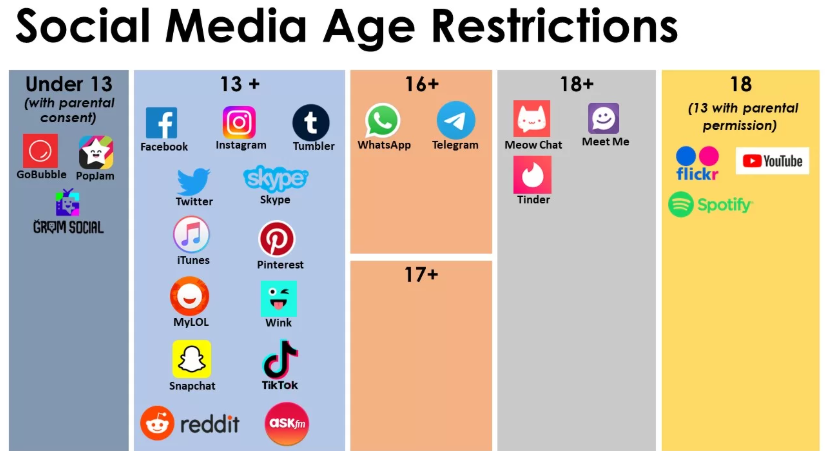 Social Media Age Restrictions
Under 13
(with parental
consent)
GoBubble
PopJam
GROM SOCIAL
13 +
Facebook
Instagram
Tumbler
Twitter
skype
Skype
iTunes
Pinterest
MyLOL
Wink
Snapchat
TikTok
reddit
ASKfm
16+
WhatsApp
Telegram
17+
18+
Meow Chat
Meet Me
Tinder
18
(13 with parental
permission)
flickr
YouTube
Spotify